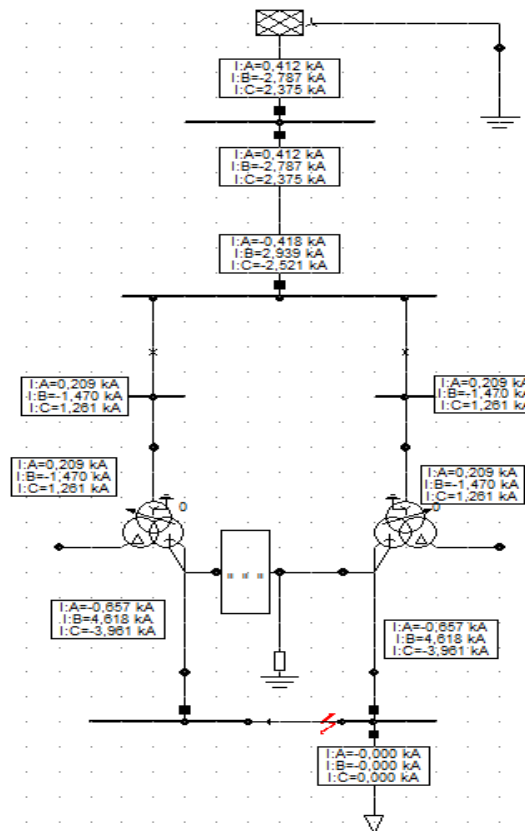 I:A=0,412 kA
I:B=-2,787 kA
I:C=2,375 kA
I:A=0,412 kA
I:B=-2,787 kA
I:C=2,375 kA
I:A=-0,418 kA
I:B=2,939 kA
I:C=-2,521 kA
I:A=0,209 kA
I:B=-1,470 kA
I:C=1,261 kA
I:A=0,209 kA
I:B=-1,470 kA
I:C=1,261 kA
I:A=0,209 kA
I:B=-1,470 kA
I:C=1,261 kA
0
I:A=0,209 kA
I:B=-1,470 kA
I:C=1,261 kA
0
I:A=-0,657 kA
I:B=4,618 kA
I:C=-3,961 kA
I:A=-0,657 kA
I:B=4,618 kA
I:C=-3,961 kA
I:A=-0,000 kA
I:B=-0,000 kA
I:C=0,000 kA